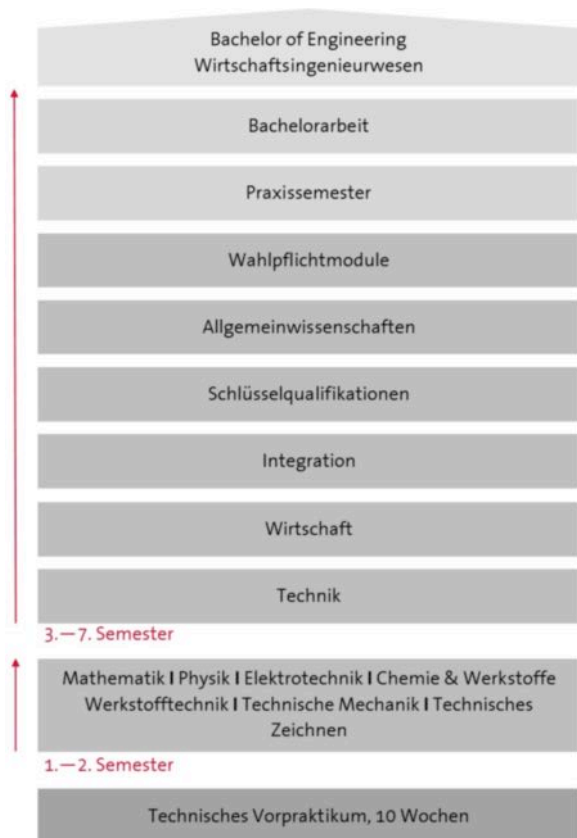 Bachelor of Engineering
Wirtschaftsingenieurwesen
Bachelorarbeit
Praxissemester
Wahlpflichtmodule
Allgemeinwissenschaften
Schlüsselqualifikationen
Integration
Wirtschaft
Technik
3.—7. Semester
Mathematik I Physik I Elektrotechnik I Chemie & Werkstoffe
Werkstofftechnik I Technische Mechanik I Technisches
Zeichnen
1.—2. Semester
Technisches Vorpraktikum, 10 Wochen